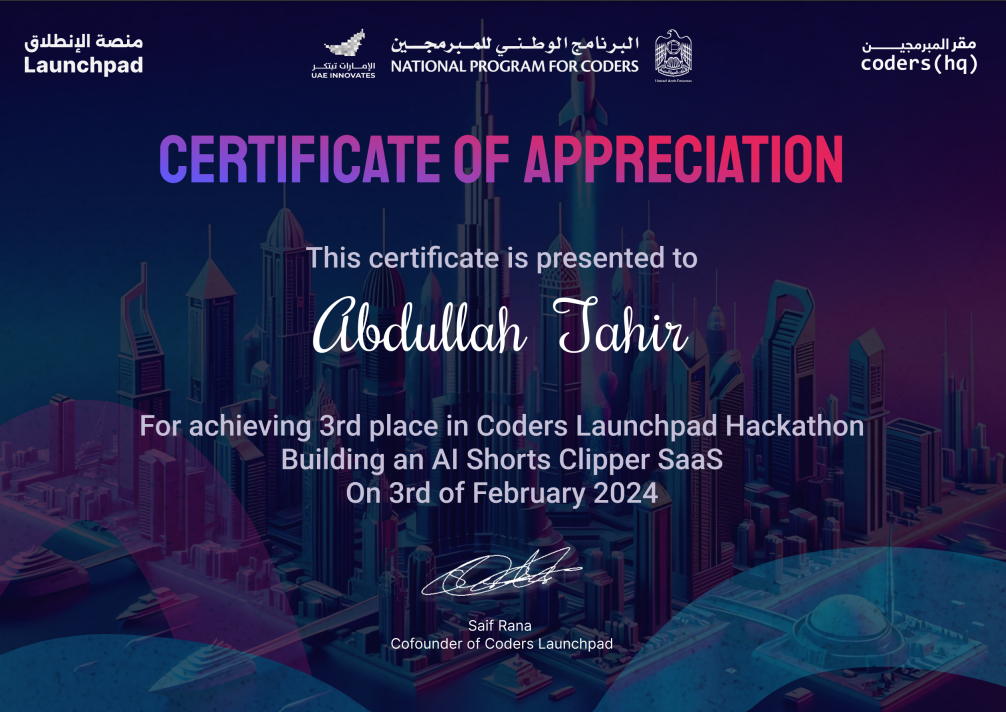 منصة الإنطلاق
Launchpad
الإمارات تبتكر
UAE INNOVATES
البرنامج الوطني للمبرمجين
NATIONAL PROGRAM FOR CODERS
United Arab Emirates
مقر المبرمجين
coders(hq)
CERTIFICATE OF APPRECIATION
This certificate is presented to
Abdullah Tahir
For achieving 3rd place in Coders Launchpad Hackathon
Building an AI Shorts Clipper SaaS
On 3rd of February 2024
Saif Rana
Cofounder of Coders Launchpad